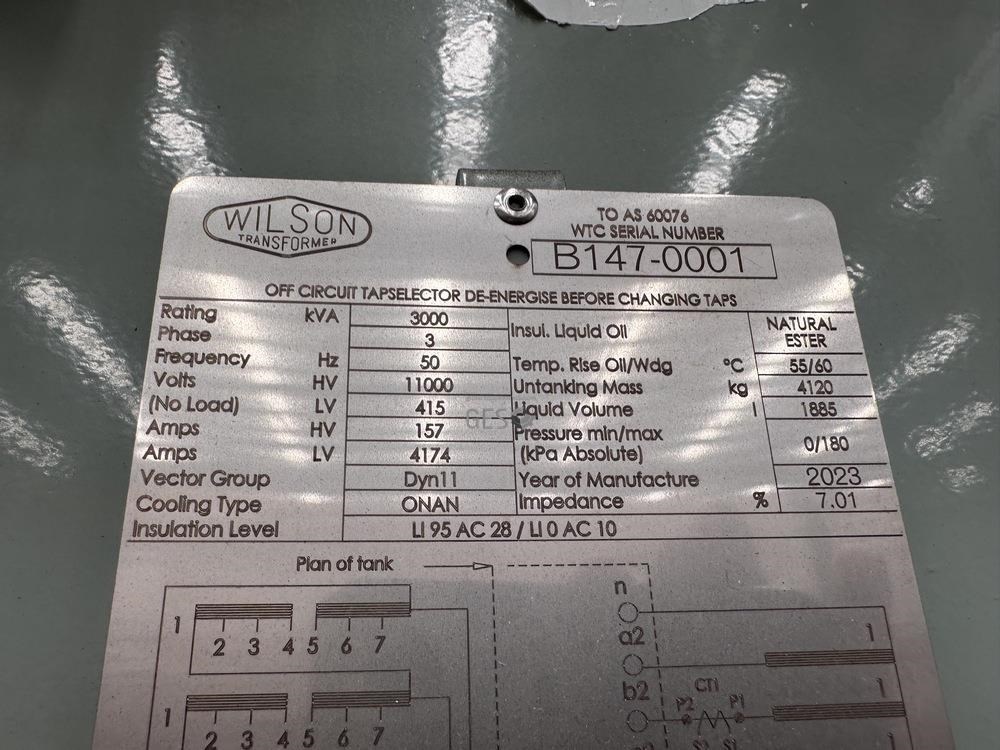 WILSON
TRANSFORMER
TO AS 60076
WTC SERIAL NUMBER
B147-0001
OFF CIRCUIT TAPSELECTOR DE-ENERGISE BEFORE CHANGING TAPS
Rating kVA 3000
Phase 3
Frequency Hz 50
Volts HV 11000
(No Load) LV 415
Amps HV 157
Amps LV 4174
Vector Group Dyn11
Cooling Type ONAN
Insul. Liquid Oil NATURAL ESTER
Temp. Rise Oil/Wdg °C 55/60
Untanking Mass kg 4120
Liquid Volume l 1885
Pressure min/max
(kPa Absolute) 0/180
Year of Manufacture 2023
Impedance % 7.01
Insulation Level LI 95 AC 28 / LI 0 AC 10
Plan of tank
1
2 3 4 5 6 7
1
2 3 4 5 6 7
n
a2 1
b2 P2 CT1 P1 1
S2 S1
1